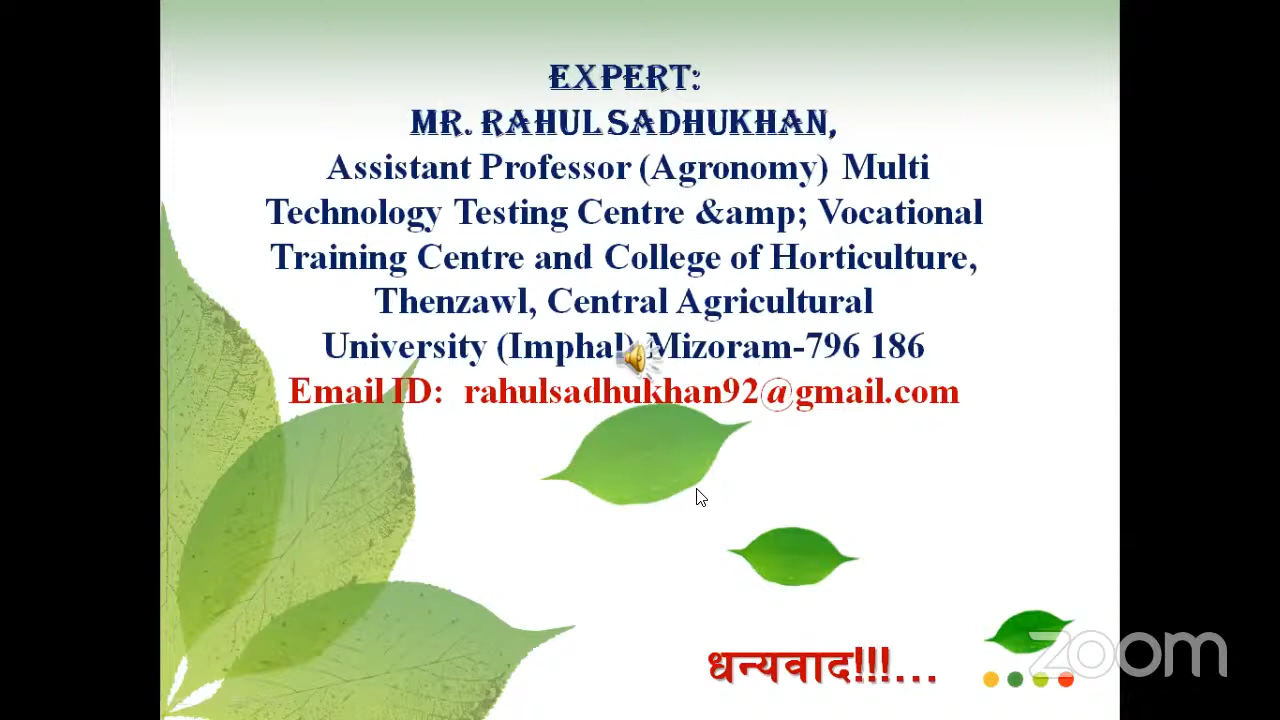 EXPERT:
MR. RAHUL SADHUKHAN,
Assistant Professor (Agronomy) Multi
Technology Testing Centre &amp; Vocational
Training Centre and College of Horticulture,
Thenzawl, Central Agricultural
University (Imphal) Mizoram-796 186
Email ID: rahulsadhukhan92@gmail.com
धन्यवाद!!!...
zoom